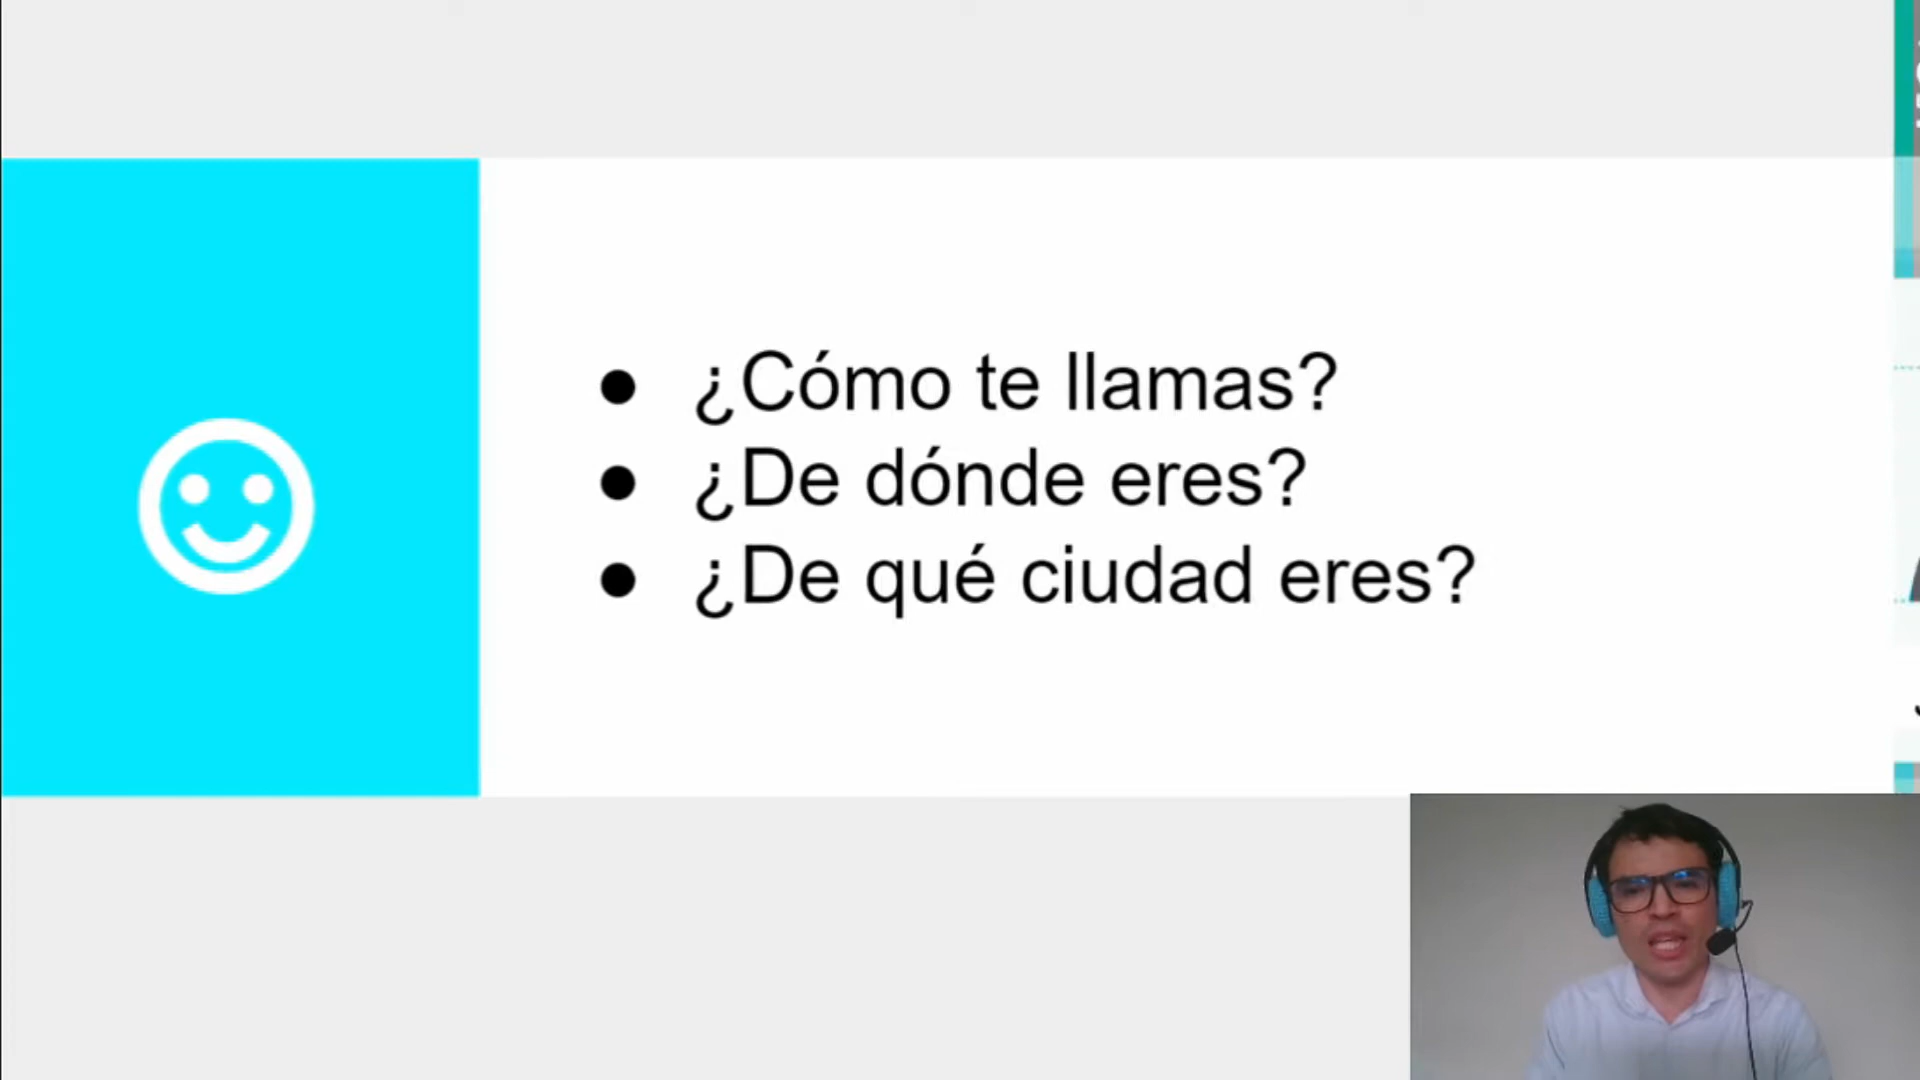 ● ¿Cómo te llamas?
● ¿De dónde eres?
● ¿De qué ciudad eres?